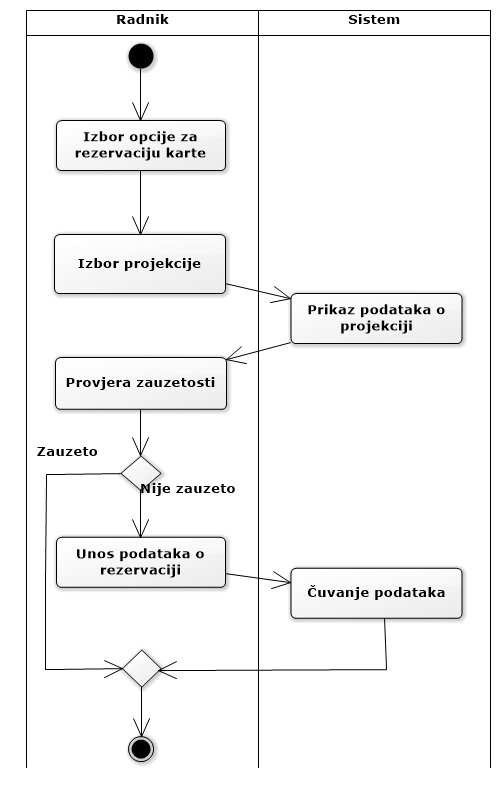 Radnik
Sistem
Izbor opcije za
rezervaciju karte
Izbor projekcije
Prikaz podataka o
projekciji
Provjera zauzetosti
Zauzeto
Nije zauzeto
Unos podataka o
rezervaciji
Čuvanje podataka